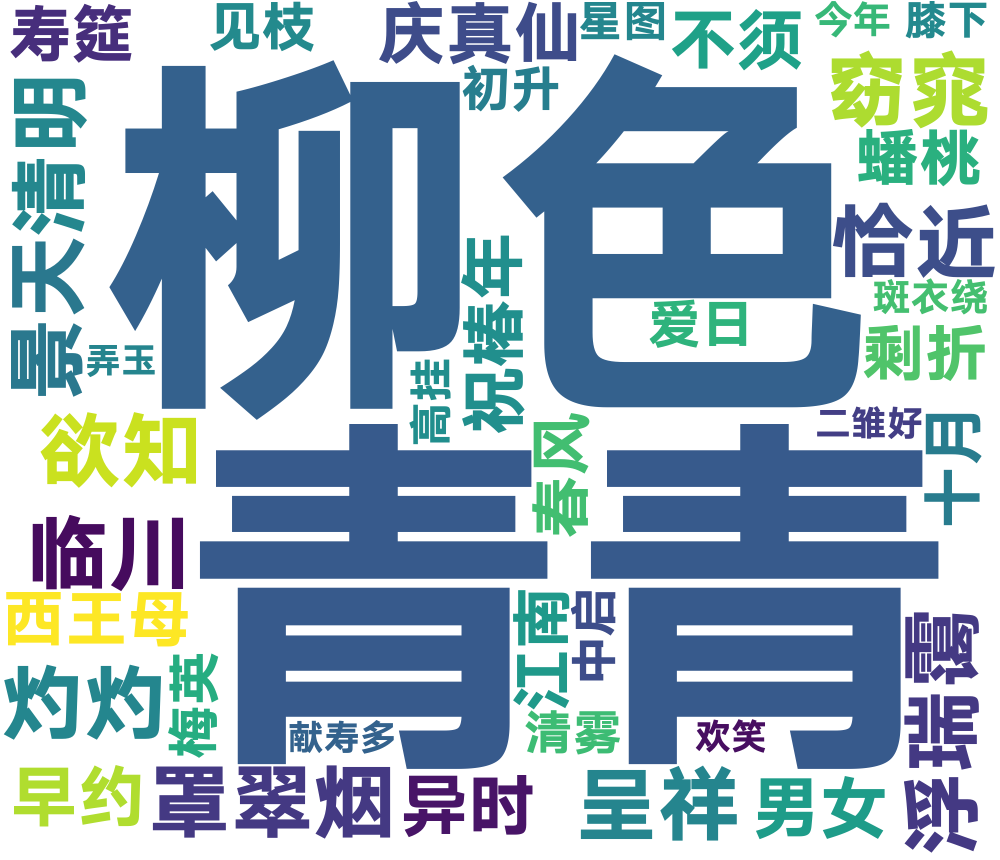 寿筵
见枝
庆真仙
星图
不须
今年
膝下
初升
窈窕
蟠桃
柳色
景天清明
恰近
斑衣绕
爱日
剩折
弄玉
高挂
祝椿年
二雏好
欲知
春风
十月
青青
临川
西王母
灼灼
梅英
江南
中启
浮瑞霭
献寿多
清雾
欢笑
早约
罩翠烟
异时
呈祥
男女